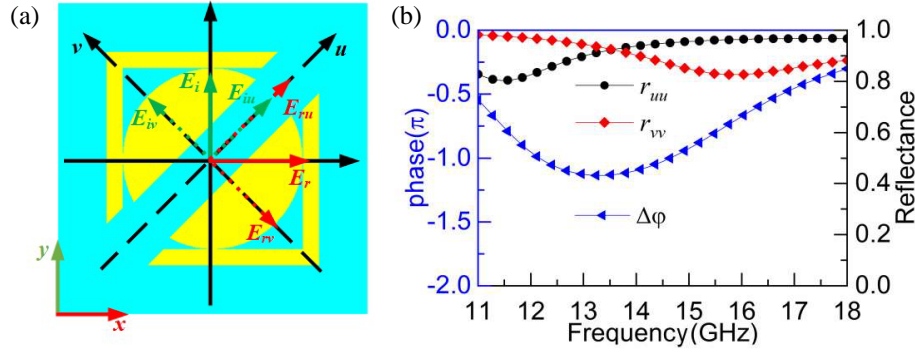 (a)
v
u
E_i
E_iu
E_ru
E_iv
E_r
E_rv
y
x
(b)
phase(π)
0.0
-0.5
-1.0
-1.5
-2.0
r_uu
r_vv
Δφ
1.0
0.8
0.6
0.4
0.2
0.0
Reflectance
11 12 13 14 15 16 17 18
Frequency(GHz)